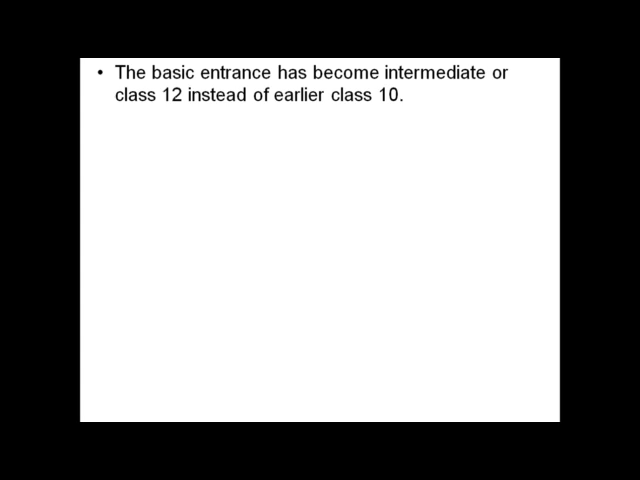 • The basic entrance has become intermediate or
class 12 instead of earlier class 10.